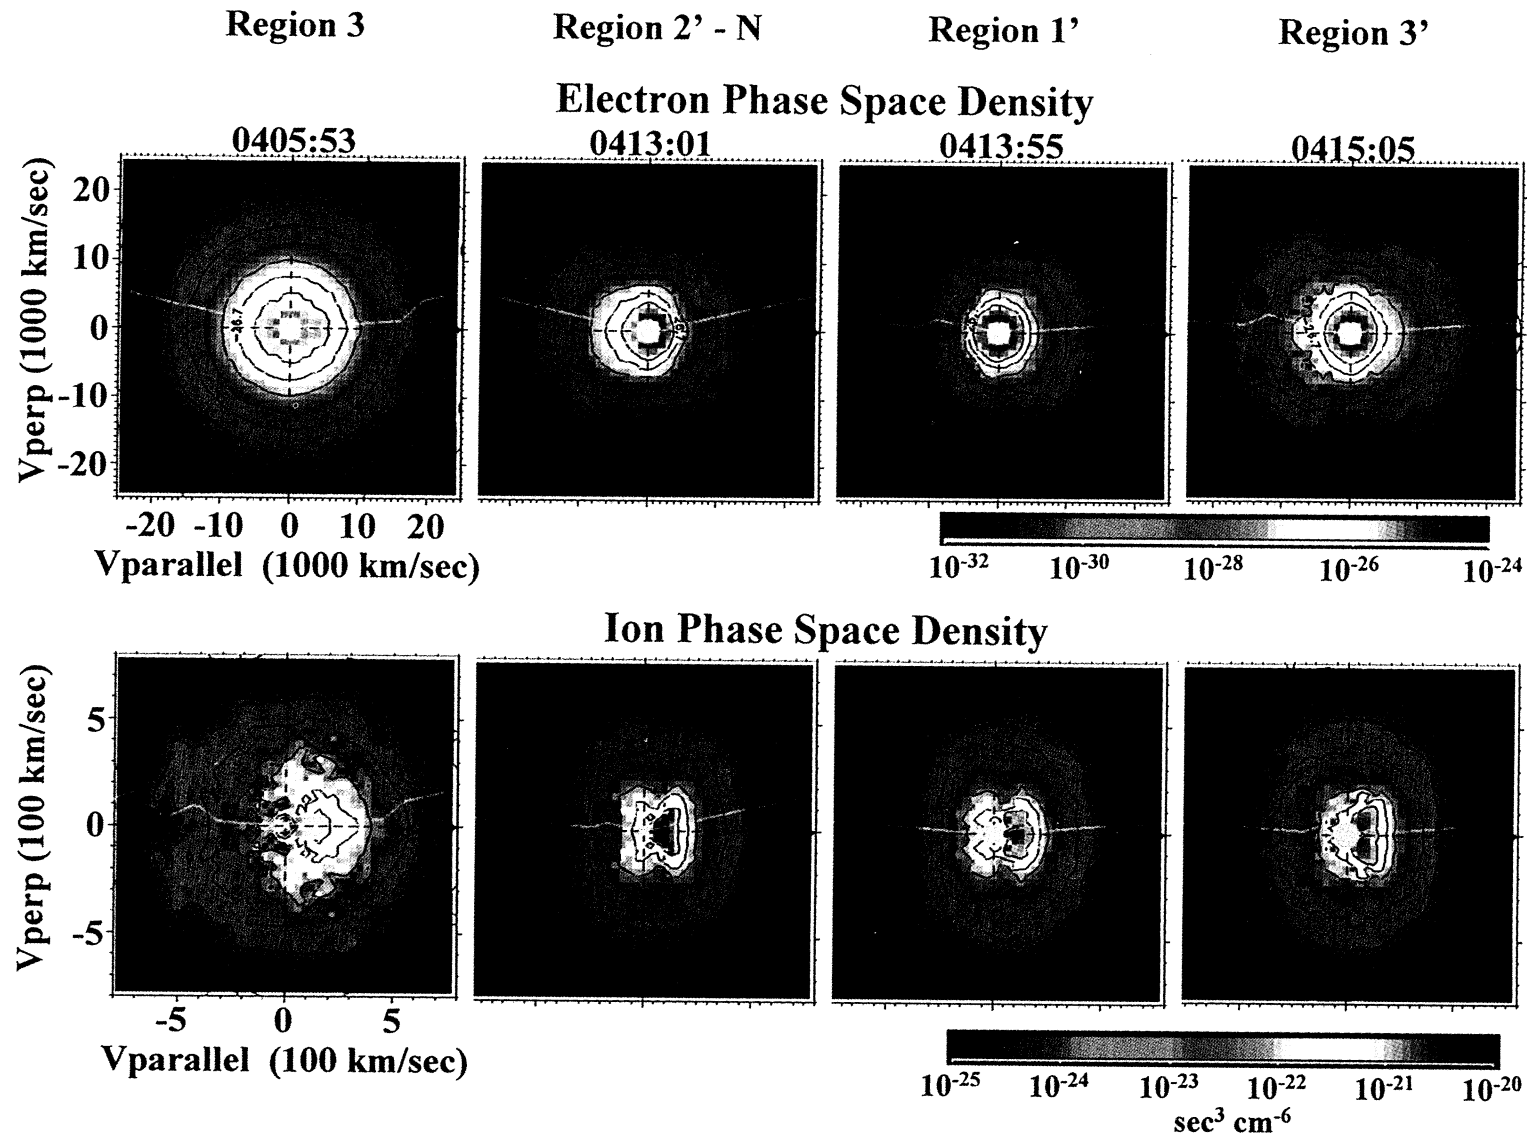 Region 3 Region 2’ - N Region 1’ Region 3’
Electron Phase Space Density
0405:53 0413:01 0413:55 0415:05
Vperp (1000 km/sec)
20
10
0
-10
-20
-20 -10 0 10 20
Vparallel (1000 km/sec)
10-32 10-30 10-28 10-26 10-24
Ion Phase Space Density
Vperp (100 km/sec)
5
0
-5
-5 0 5
Vparallel (100 km/sec)
10-25 10-24 10-23 10-22 10-21 10-20
sec3 cm-6